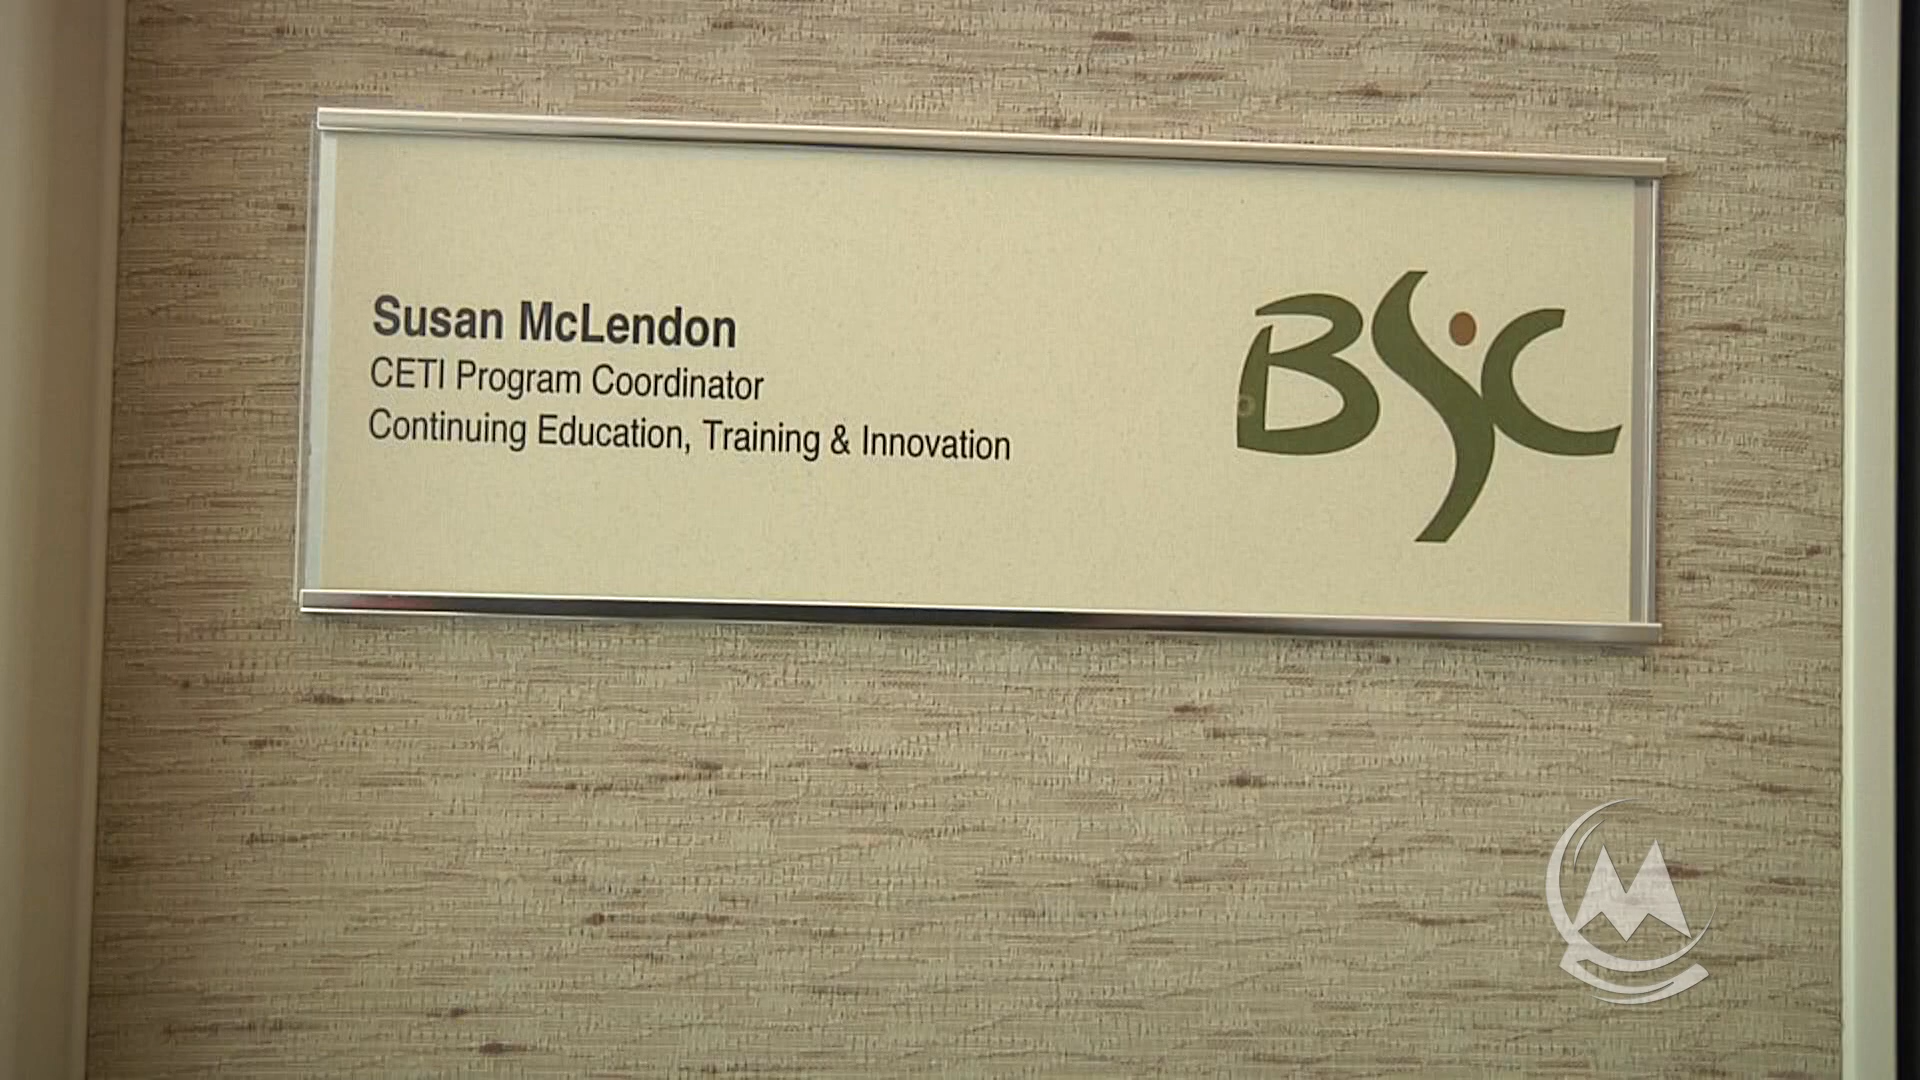 Susan McLendon
CETI Program Coordinator
Continuing Education, Training & Innovation
BSC
M